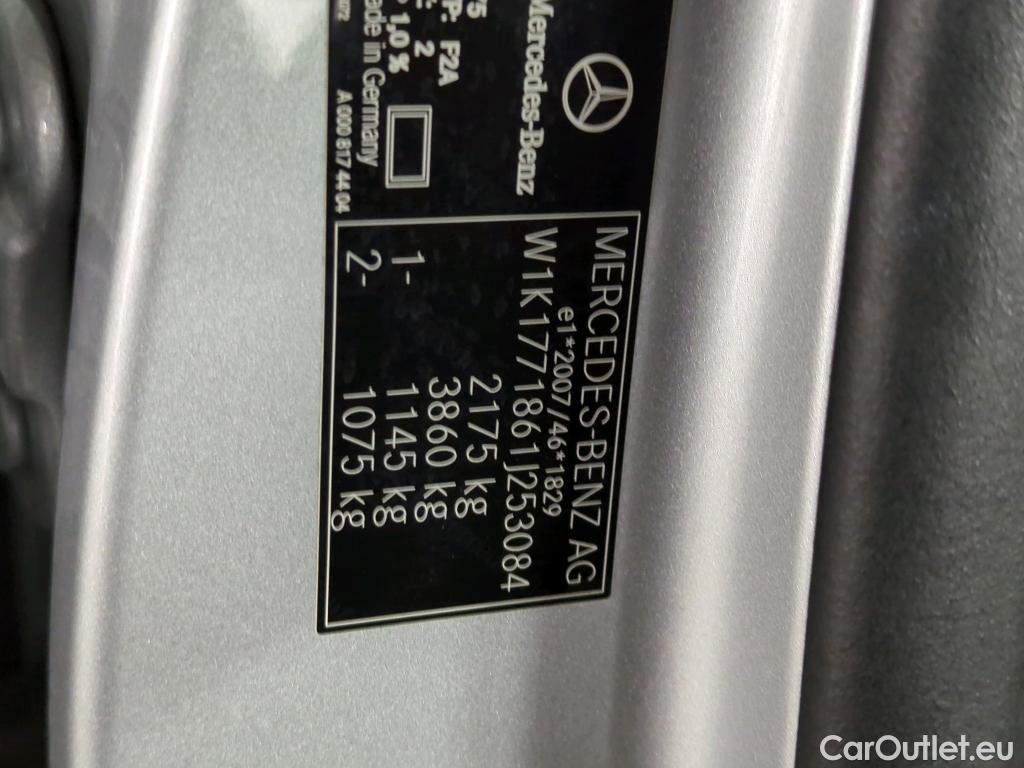 Mercedes-Benz
75
P: F2A
: 2
1,0 %
ade in Germany
A 000 817 44 04
MERCEDES-BENZ AG
e1*2007/46*1829
W1K1771861J253084
2175 kg
3860 kg
1- 1145 kg
2- 1075 kg
CarOutlet.eu